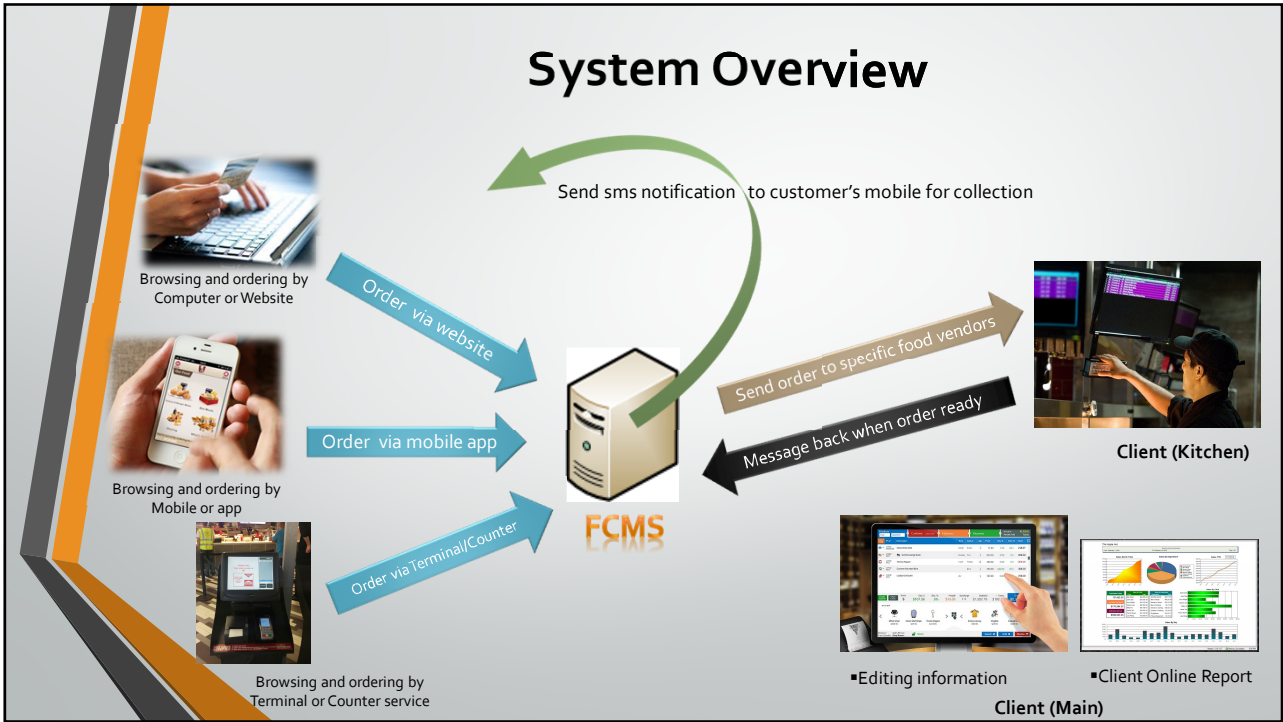 System Overview
Send sms notification to customer's mobile for collection
Browsing and ordering by
Computer or Website
Order via website
Send order to specific food vendors
Message back when order ready
Client (Kitchen)
Order via mobile app
Browsing and ordering by
Mobile or app
FCMS
Order via Terminal/Counter
Browsing and ordering by
Terminal or Counter service
▪Editing information
▪Client Online Report
Client (Main)